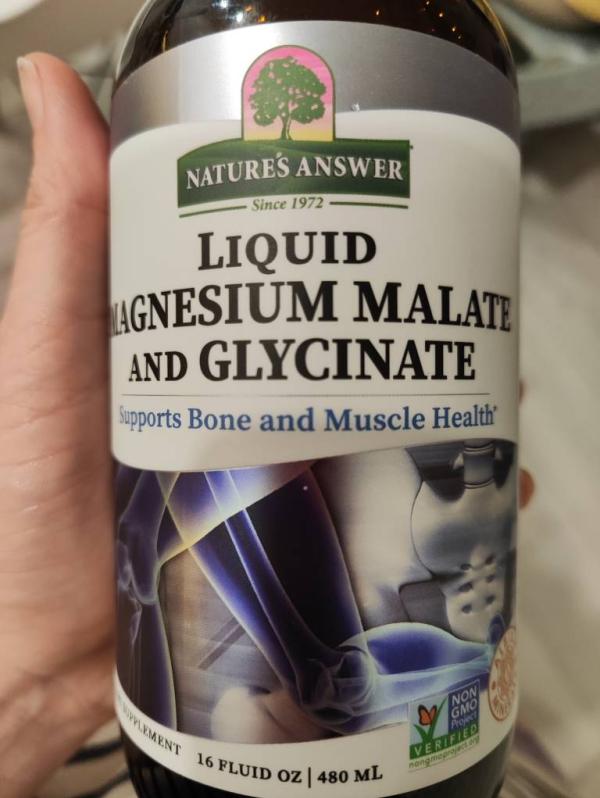 NATURE'S ANSWER
Since 1972
LIQUID
MAGNESIUM MALATE
AND GLYCINATE
Supports Bone and Muscle Health*
SUPPLEMENT
16 FLUID OZ | 480 ML
NON
GMO
Project
VERIFIED
nongmoproject.org